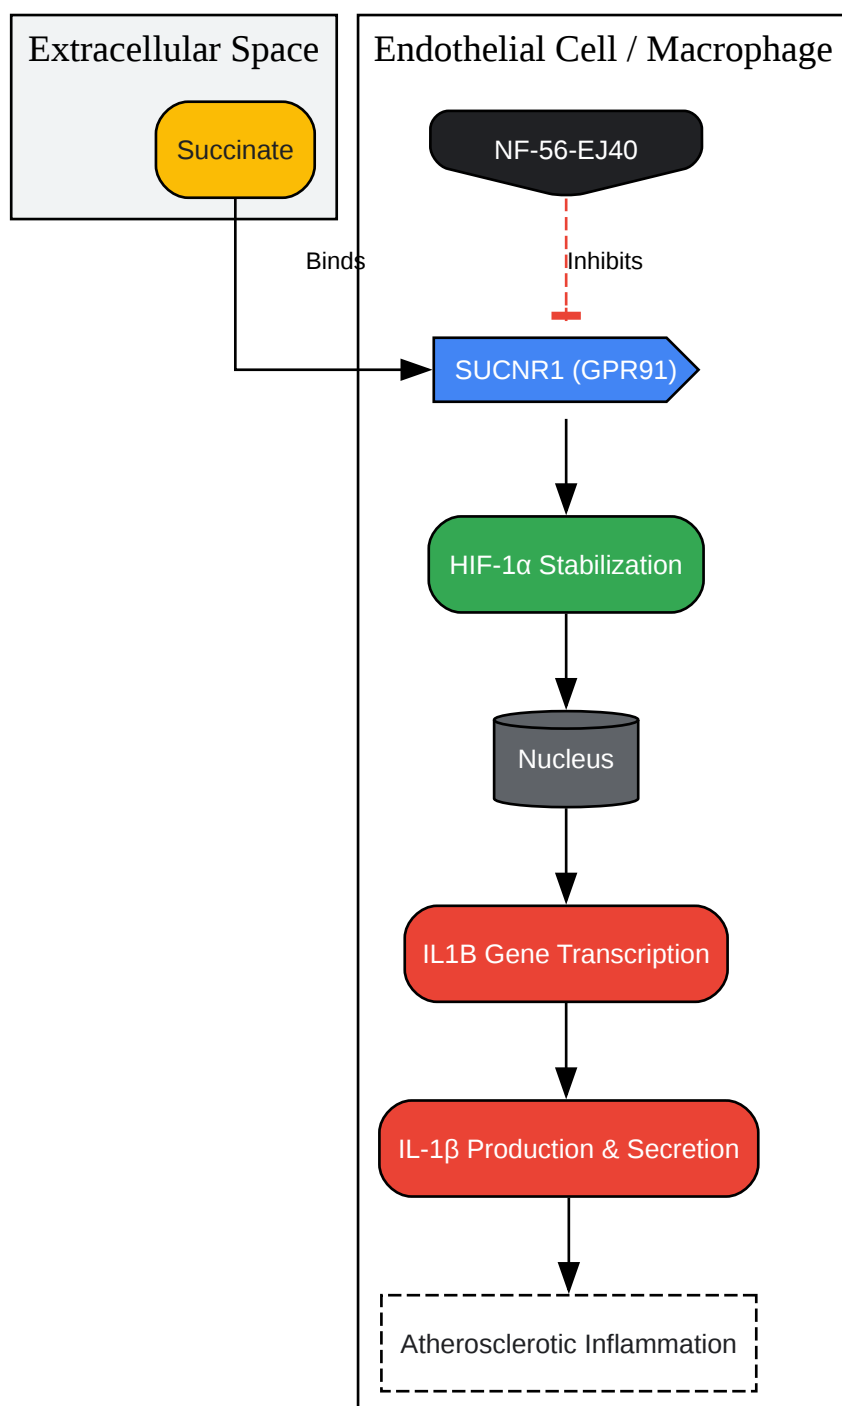 Extracellular Space
Endothelial Cell / Macrophage
Succinate
NF-56-EJ40
Binds
Inhibits
SUCNR1 (GPR91)
HIF-1α Stabilization
Nucleus
IL1B Gene Transcription
IL-1β Production & Secretion
Atherosclerotic Inflammation